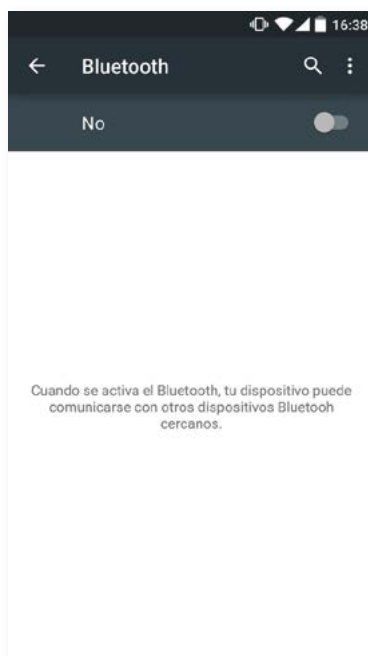 16:38
Bluetooth
No
Cuando se activa el Bluetooth, tu dispositivo puede
comunicarse con otros dispositivos Bluetooh
cercanos.